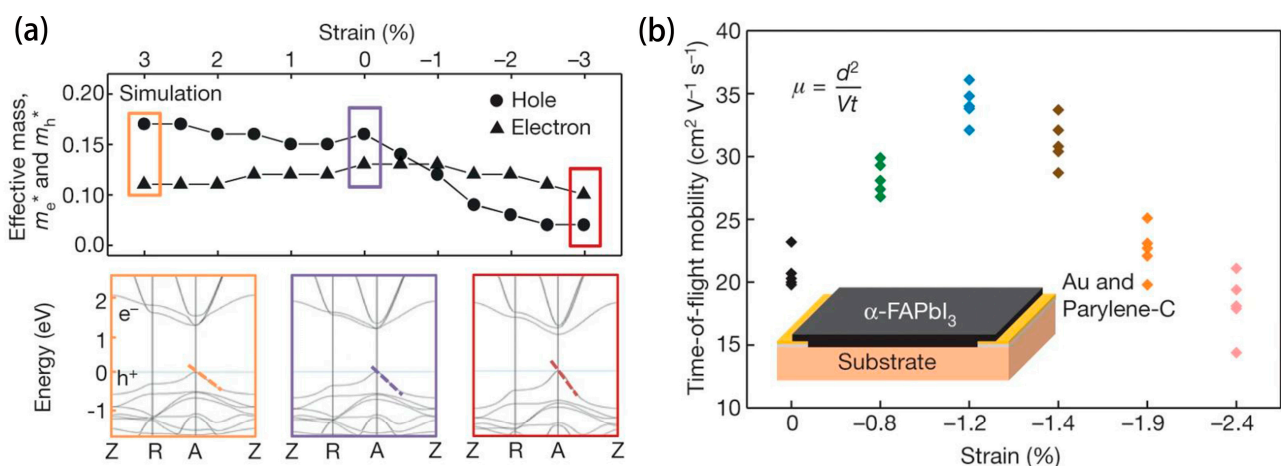 (a)
Strain (%)
3 2 1 0 −1 −2 −3
Effective mass,
m_e* and m_h*
0.20
0.15
0.10
0.0
Simulation
Hole
Electron
Energy (eV)
2
1
0
−1
e⁻
h⁺
Z R A Z Z R A Z Z R A Z
(b)
Time-of-flight mobility (cm² V⁻¹ s⁻¹)
40
35
30
25
20
15
10
μ = d²/Vt
Au and
Parylene-C
α-FAPbI₃
Substrate
0 −0.8 −1.2 −1.4 −1.9 −2.4
Strain (%)